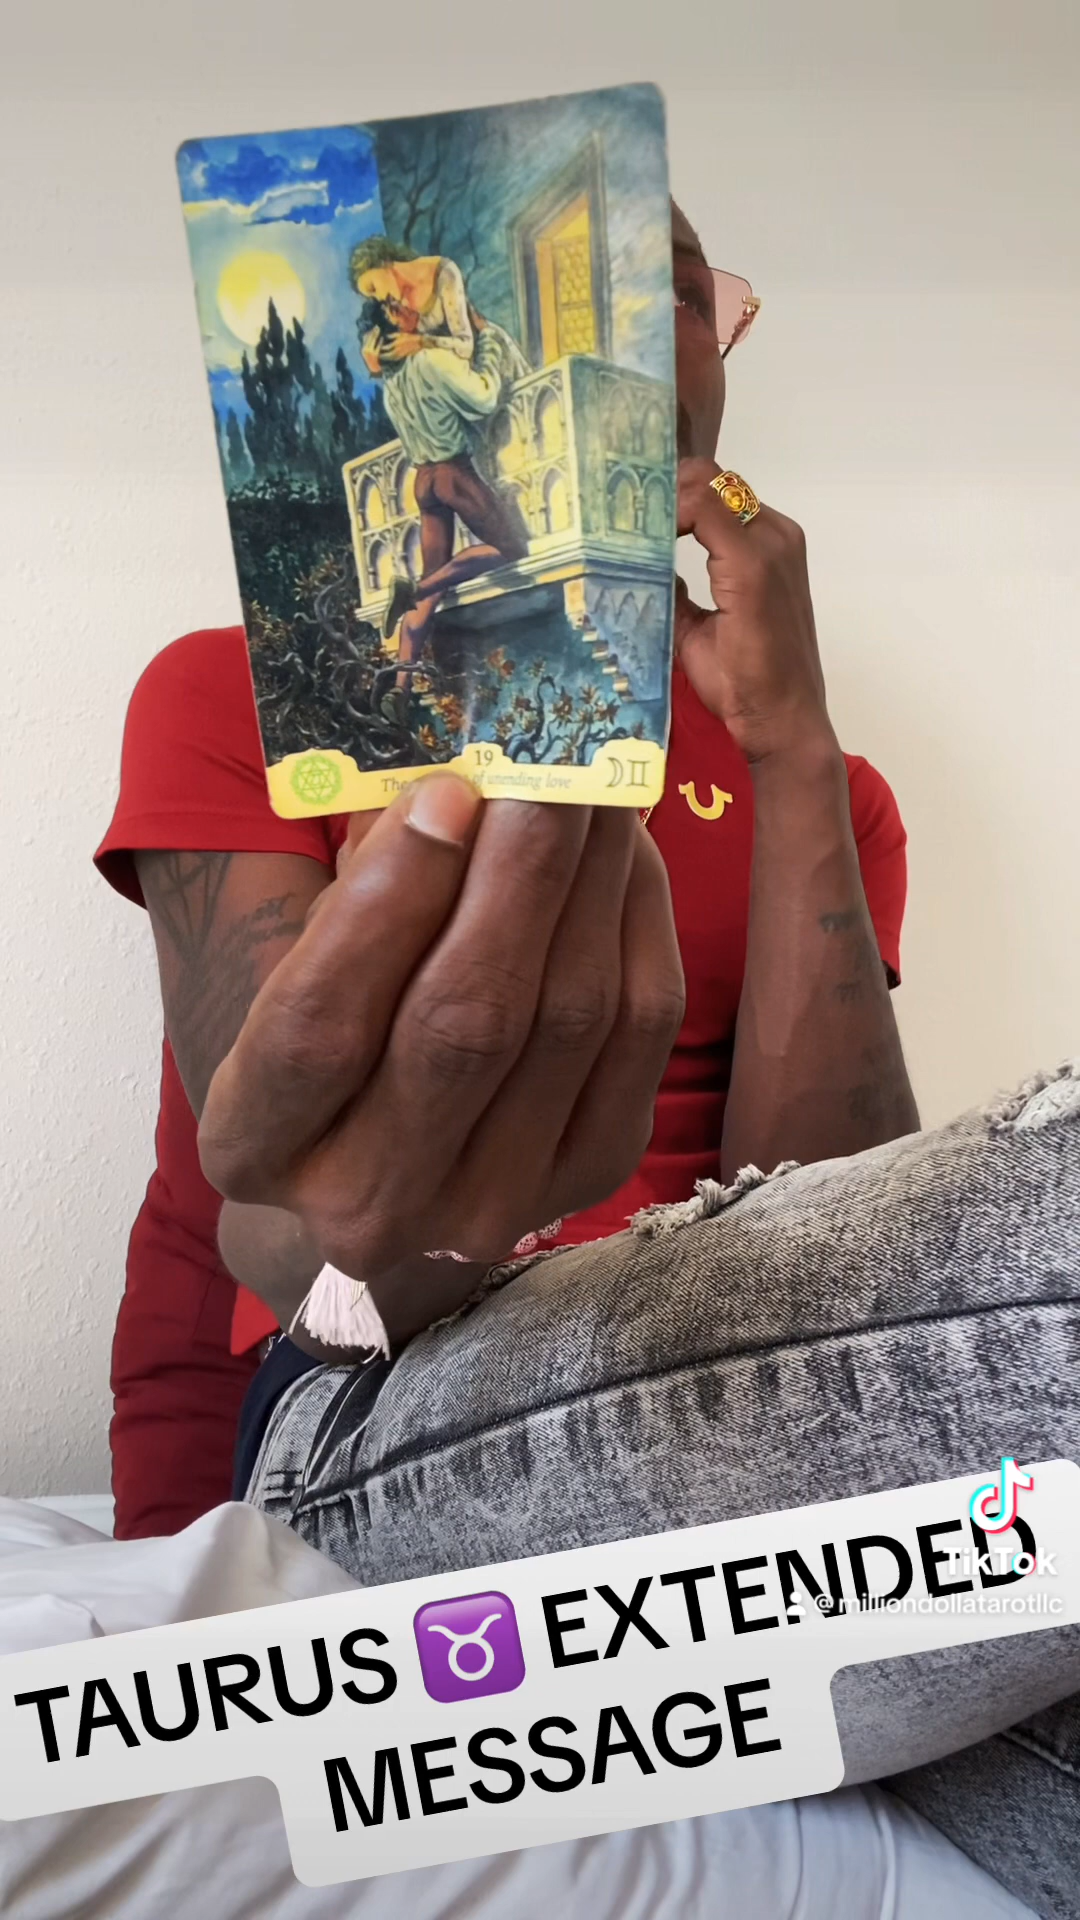 19
of unending love
TikTok
@milliondollatarotllc
TAURUS ♉ EXTENDED
MESSAGE